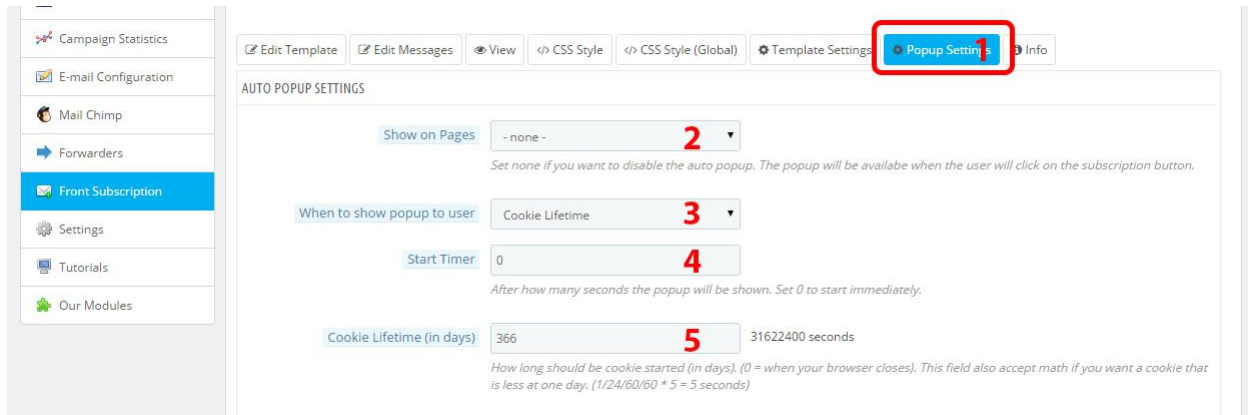 Campaign Statistics
E-mail Configuration
Mail Chimp
Forwarders
Front Subscription
Settings
Tutorials
Our Modules
Edit Template Edit Messages View </> CSS Style </> CSS Style (Global) Template Settings Popup Settings 1 Info
AUTO POPUP SETTINGS
Show on Pages - none - 2
Set none if you want to disable the auto popup. The popup will be availabe when the user will click on the subscription button.
When to show popup to user Cookie Lifetime 3
Start Timer 0 4
After how many seconds the popup will be shown. Set 0 to start immediately.
Cookie Lifetime (in days) 366 5 31622400 seconds
How long should be cookie started (in days). (0 = when your browser closes). This field also accept math if you want a cookie that
is less at one day. (1/24/60/60 * 5 = 5 seconds)